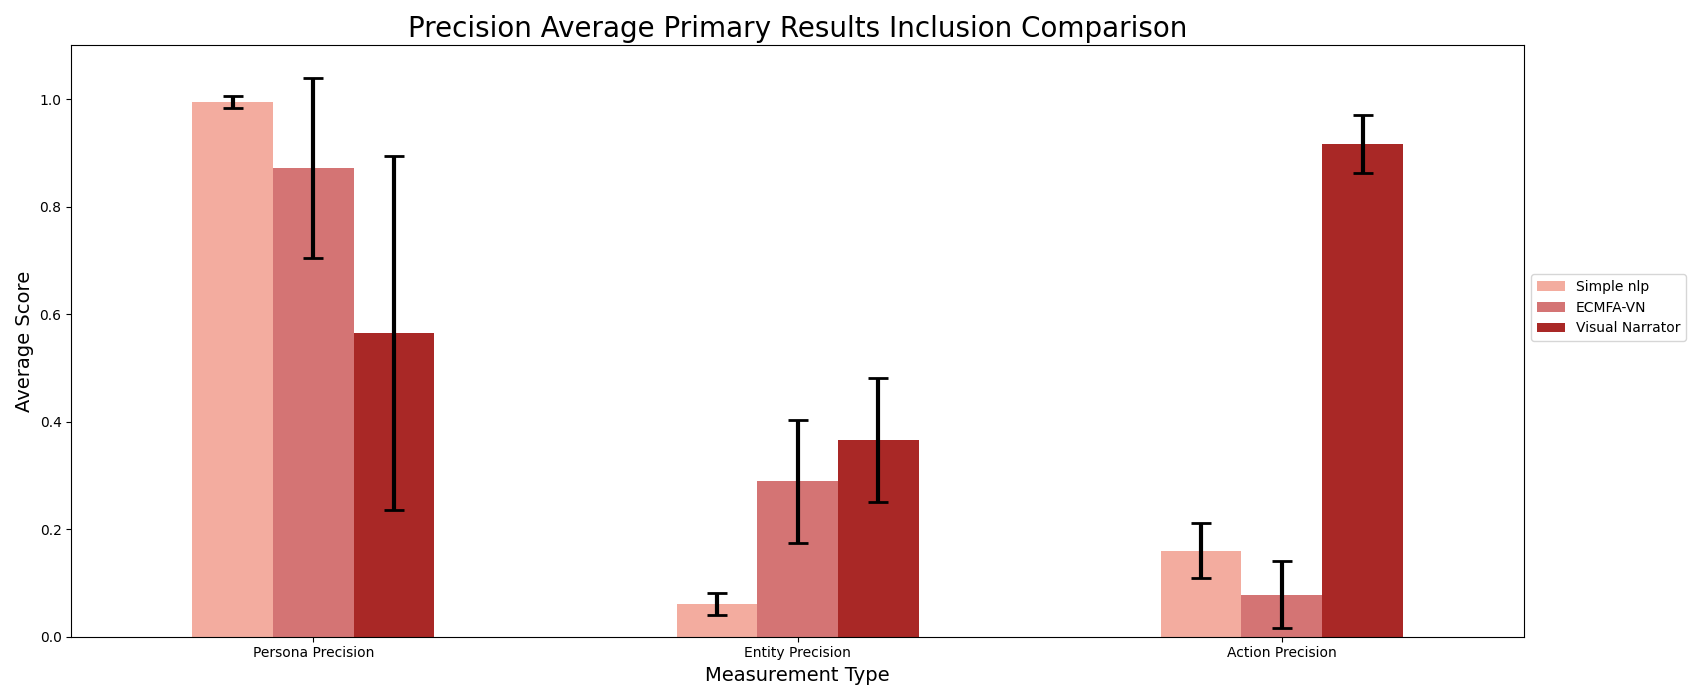 Precision Average Primary Results Inclusion Comparison
Average Score
1.0
0.8
0.6
0.4
0.2
0.0
Persona Precision
Entity Precision
Action Precision
Measurement Type
Simple nlp
ECMFA-VN
Visual Narrator